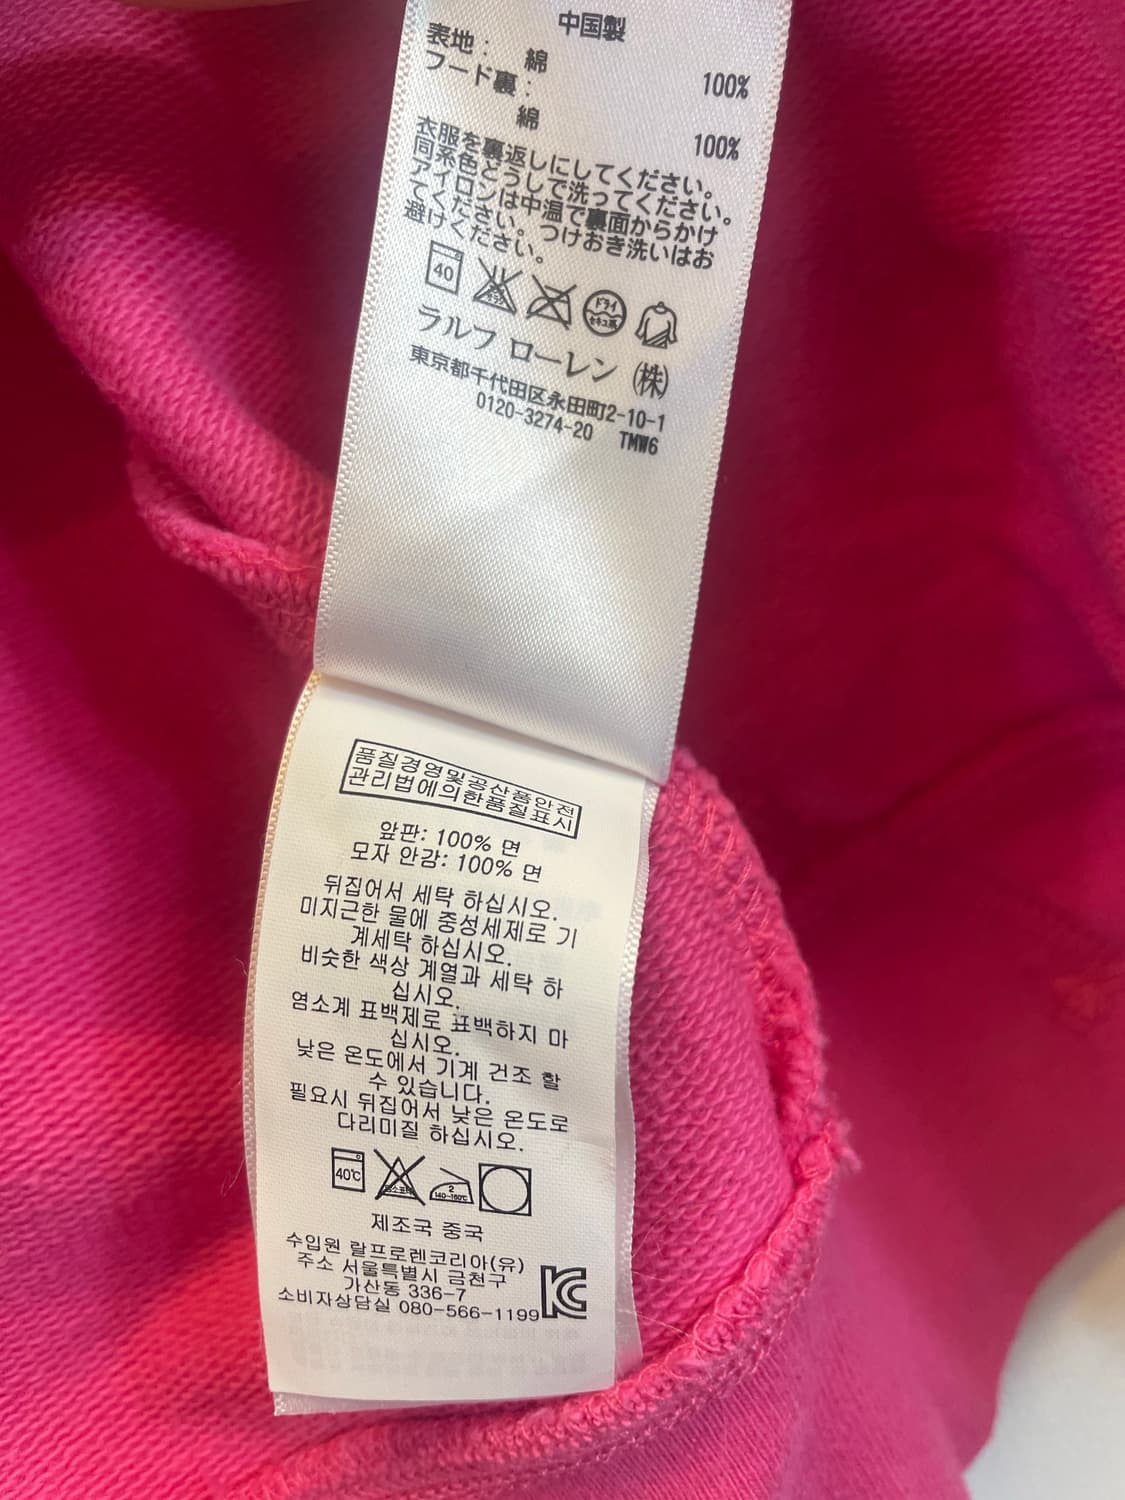 中国製
表地: 綿 100%
フード裏:
綿 100%
衣服を裏返しにしてください。
同系色どうしで洗ってください。
アイロンは中温で裏面からかけ
てください。つけおき洗いはお
避けください。
40
ドライ
セキユ系
ラルフ ローレン ㈱
東京都千代田区永田町2-10-1
0120-3274-20 TMW6
품질경영및공산품안전
관리법에의한품질표시
앞판: 100% 면
모자 안감: 100% 면
뒤집어서 세탁 하십시오.
미지근한 물에 중성세제로 기
계세탁 하십시오.
비슷한 색상 계열과 세탁 하
십시오.
염소계 표백제로 표백하지 마
십시오.
낮은 온도에서 기계 건조 할
수 있습니다.
필요시 뒤집어서 낮은 온도로
다리미질 하십시오.
40℃
2
140~160℃
제조국 중국
수입원 랄프로렌코리아(유)
주소 서울특별시 금천구
가산동 336-7
소비자상담실 080-566-1199